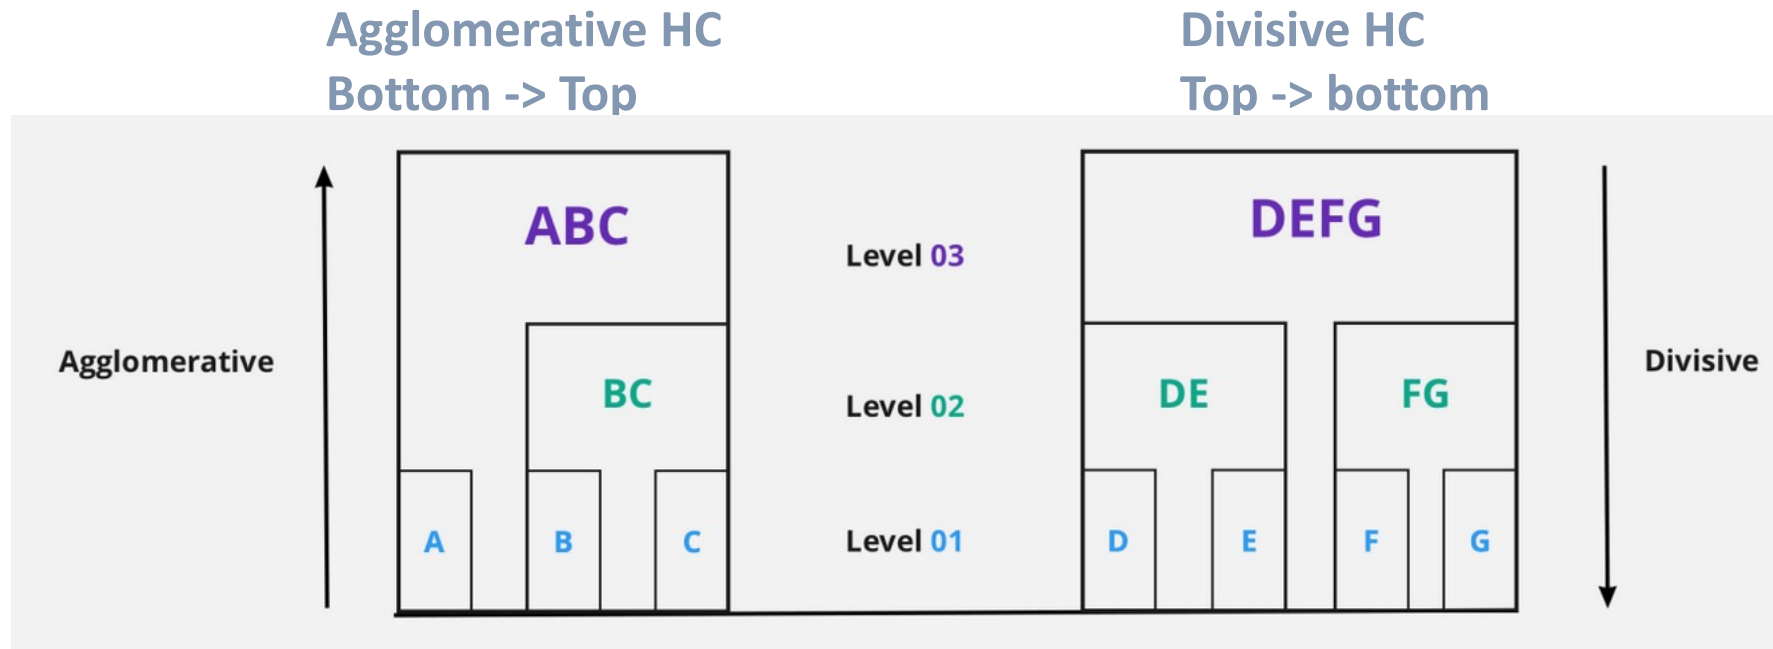 Agglomerative HC
Bottom -> Top
Divisive HC
Top -> bottom
ABC
Level 03
DEFG
Agglomerative
BC
Level 02
DE
FG
Divisive
A
B
C
Level 01
D
E
F
G